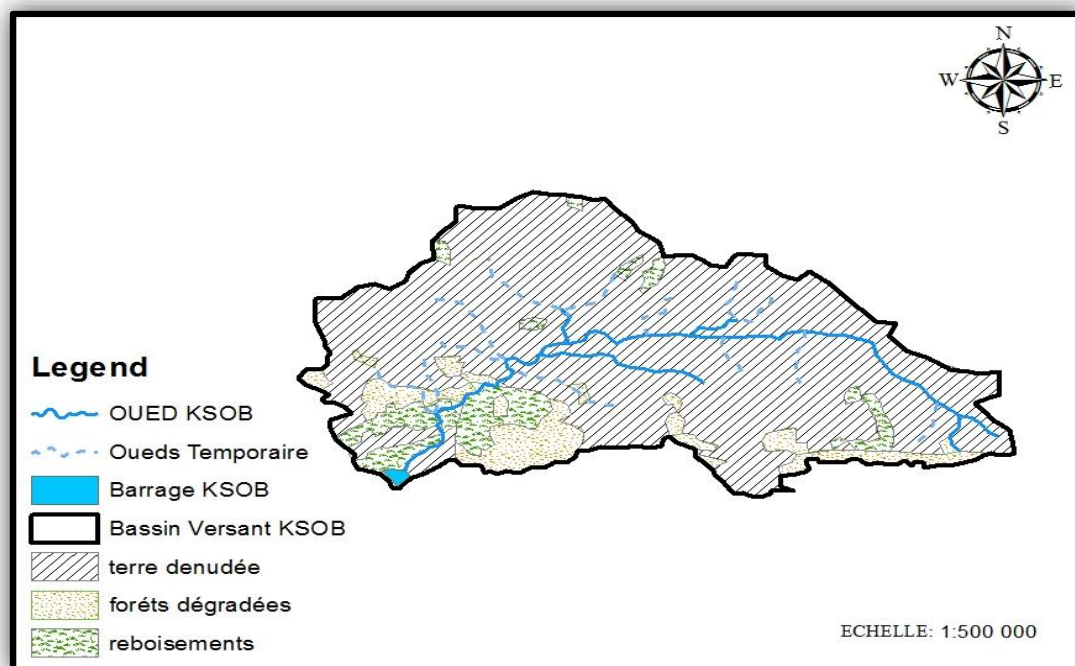 N
W E
S
Legend
OUED KSOB
Oueds Temporaire
Barrage KSOB
Bassin Versant KSOB
terre denudée
foréts dégradées
reboisements
ECHELLE: 1:500 000